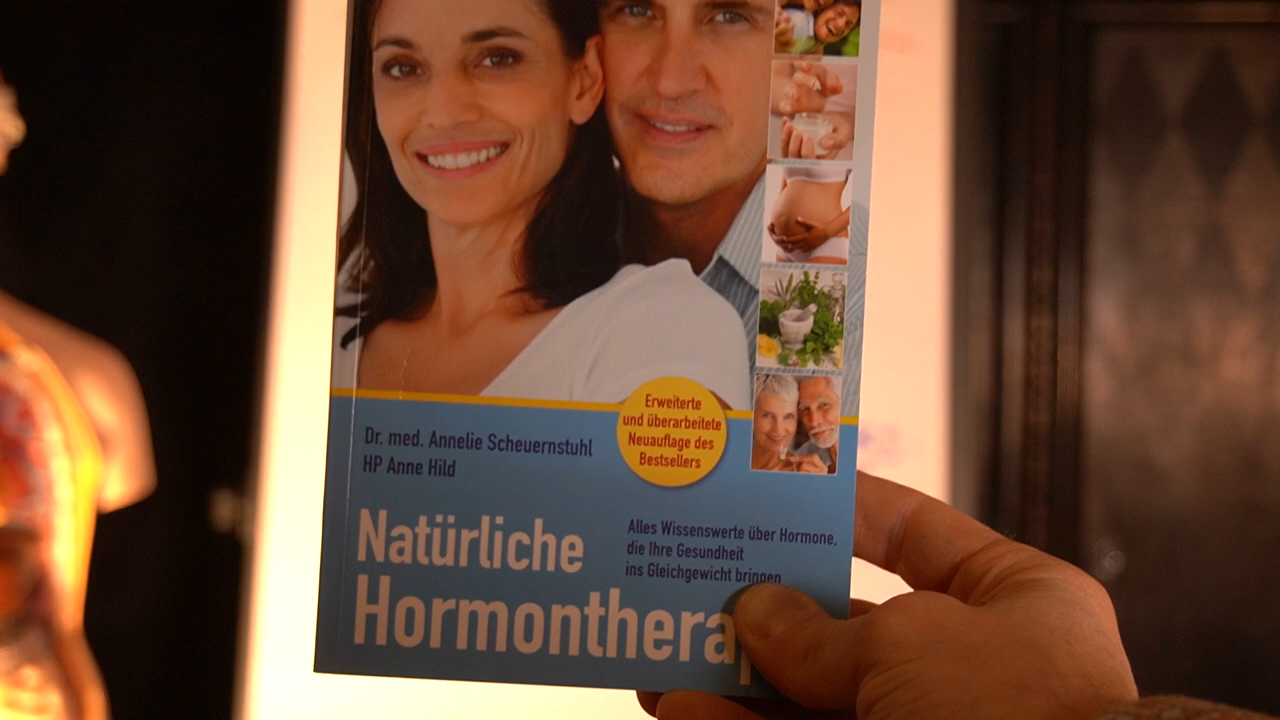 Erweiterte
und überarbeitete
Neuauflage des
Bestsellers
Dr. med. Annelie Scheuernstuhl
HP Anne Hild
Alles Wissenswerte über Hormone,
die Ihre Gesundheit
ins Gleichgewicht bringen
Natürliche
Hormontherap